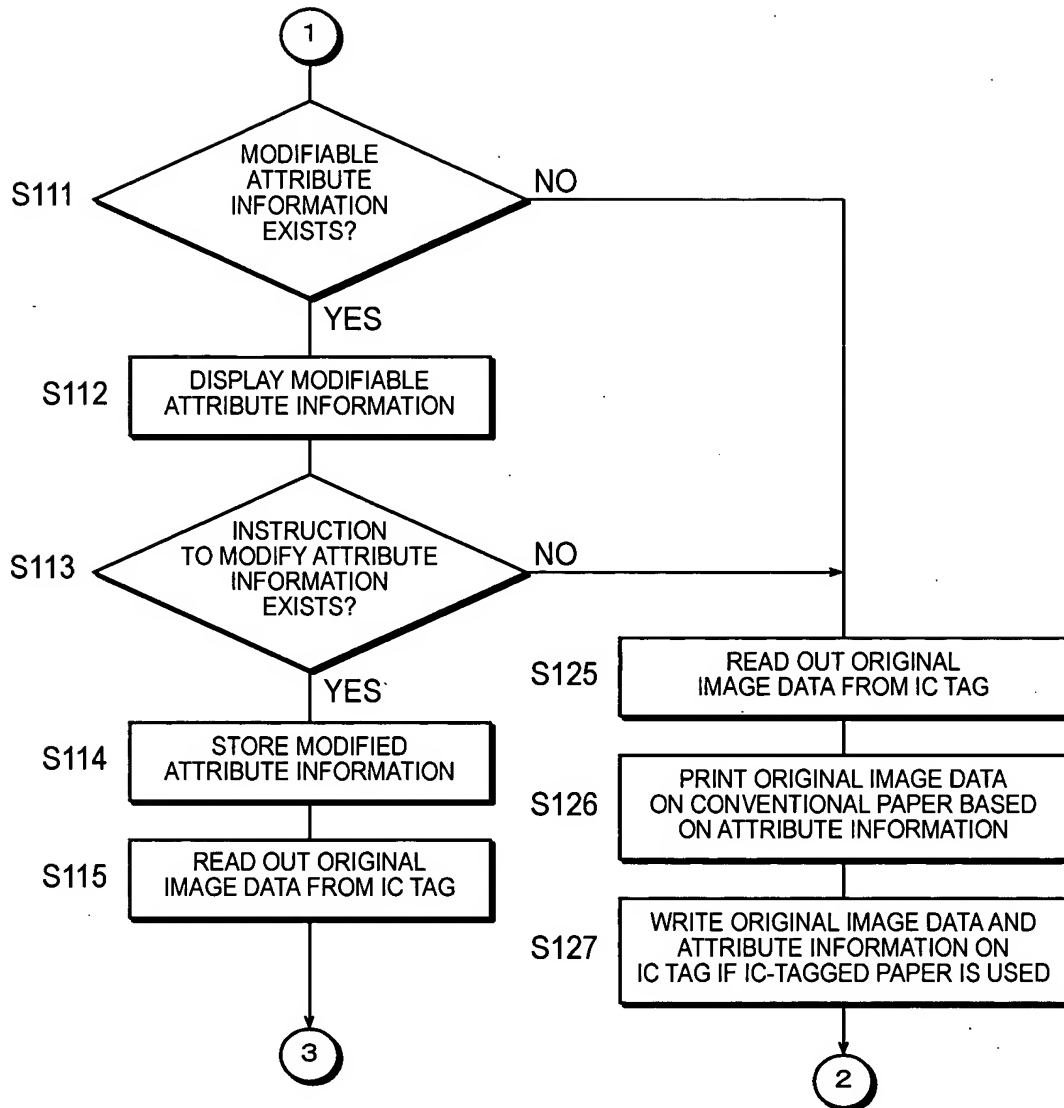 1
S111
MODIFIABLE
ATTRIBUTE
INFORMATION
EXISTS?
NO
YES
S112
DISPLAY MODIFIABLE
ATTRIBUTE INFORMATION
S113
INSTRUCTION
TO MODIFY ATTRIBUTE
INFORMATION
EXISTS?
NO
YES
S114
STORE MODIFIED
ATTRIBUTE INFORMATION
S115
READ OUT ORIGINAL
IMAGE DATA FROM IC TAG
3
S125
READ OUT ORIGINAL
IMAGE DATA FROM IC TAG
S126
PRINT ORIGINAL IMAGE DATA
ON CONVENTIONAL PAPER BASED
ON ATTRIBUTE INFORMATION
S127
WRITE ORIGINAL IMAGE DATA AND
ATTRIBUTE INFORMATION ON
IC TAG IF IC-TAGGED PAPER IS USED
2